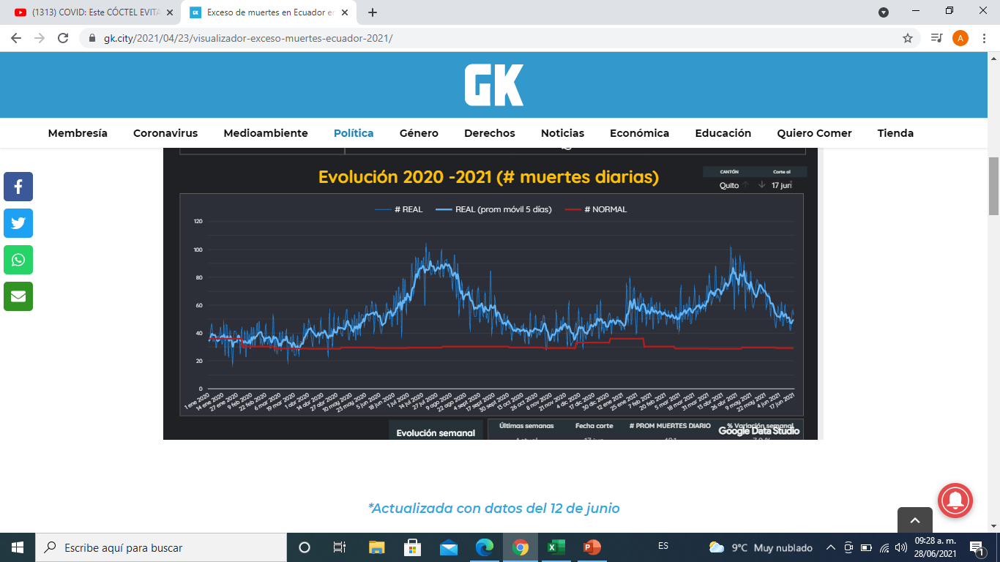 (1313) COVID: Este CÓCTEL EVITA
Exceso de muertes en Ecuador en
gk.city/2021/04/23/visualizador-exceso-muertes-ecuador-2021/
A
GK
Membresía Coronavirus Medioambiente Política Género Derechos Noticias Económica Educación Quiero Comer Tienda
Evolución 2020 -2021 (# muertes diarias)
CANTÓN Corte al
Quito 17 jun
# REAL REAL (prom móvil 5 días) # NORMAL
120
100
80
60
40
20
0
1 ene 2020 14 ene 2020 27 ene 2020 9 feb 2020 22 feb 2020 6 mar 2020 19 mar 2020 1 abr 2020 14 abr 2020 27 abr 2020 10 may 2020 23 may 2020 5 jun 2020 18 jun 2020 1 jul 2020 14 jul 2020 27 jul 2020 9 ago 2020 22 ago 2020 4 sept 2020 17 sept 2020 30 sept 2020 13 oct 2020 26 oct 2020 8 nov 2020 21 nov 2020 4 dic 2020 17 dic 2020 30 dic 2020 12 ene 2021 25 ene 2021 7 feb 2021 20 feb 2021 5 mar 2021 18 mar 2021 31 mar 2021 13 abr 2021 26 abr 2021 9 may 2021 22 may 2021 4 jun 2021 17 jun 2021
Evolución semanal
Últimas semanas Fecha corte # PROM MUERTES DIARIO % Variación semanal
Google Data Studio
*Actualizada con datos del 12 de junio
Escribe aquí para buscar
ES
9°C Muy nublado
09:28 a. m.
28/06/2021
1